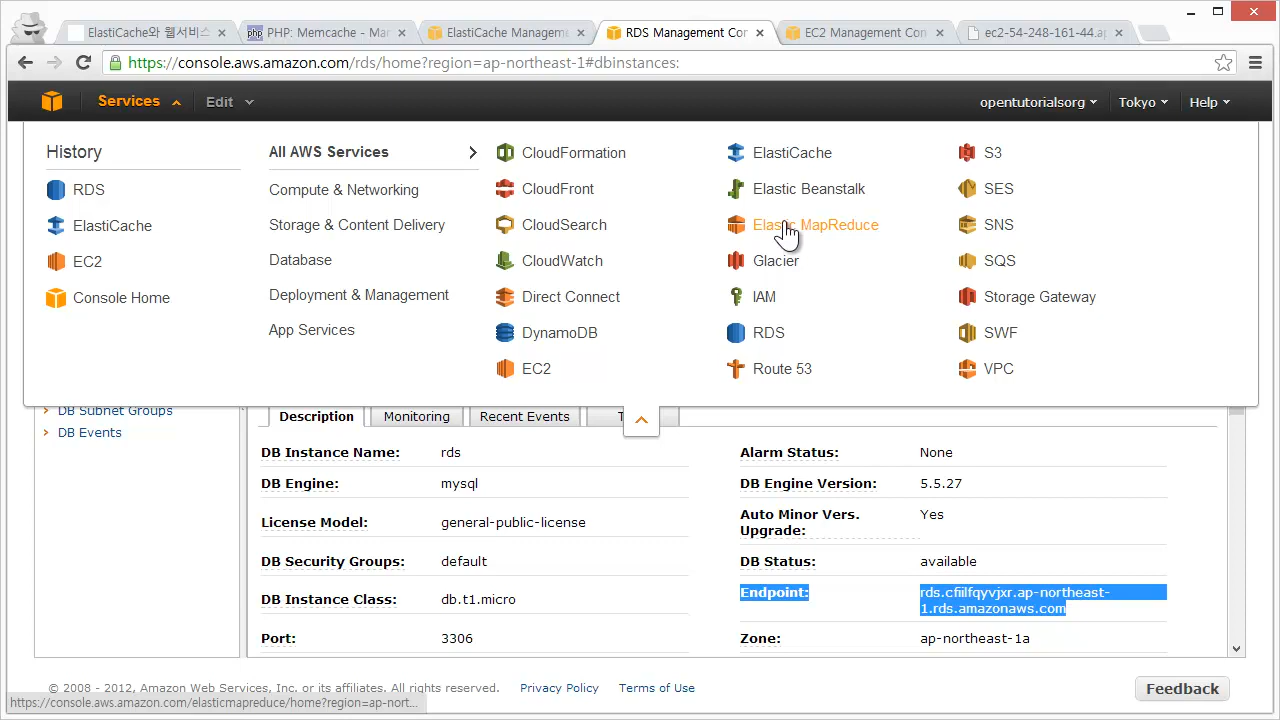 ElastiCache와 웹서비스
PHP: Memcache - Mar
ElastiCache Manageme
RDS Management Con
EC2 Management Con
ec2-54-248-161-44.ap
https://console.aws.amazon.com/rds/home?region=ap-northeast-1#dbinstances:
Services
Edit
opentutorialsorg
Tokyo
Help
History
RDS
ElastiCache
EC2
Console Home
All AWS Services
Compute & Networking
Storage & Content Delivery
Database
Deployment & Management
App Services
CloudFormation
CloudFront
CloudSearch
CloudWatch
Direct Connect
DynamoDB
EC2
ElastiCache
Elastic Beanstalk
Elastic MapReduce
Glacier
IAM
RDS
Route 53
S3
SES
SNS
SQS
Storage Gateway
SWF
VPC
DB Subnet Groups
DB Events
Description
Monitoring
Recent Events
T
DB Instance Name: rds
DB Engine: mysql
License Model: general-public-license
DB Security Groups: default
DB Instance Class: db.t1.micro
Port: 3306
Alarm Status: None
DB Engine Version: 5.5.27
Auto Minor Vers. Yes
Upgrade:
DB Status: available
Endpoint: rds.cfiilfqyvjxr.ap-northeast-
1.rds.amazonaws.com
Zone: ap-northeast-1a
© 2008 - 2012, Amazon Web Services, Inc. or its affiliates. All rights reserved.
Privacy Policy
Terms of Use
Feedback
https://console.aws.amazon.com/elasticmapreduce/home?region=ap-nort...